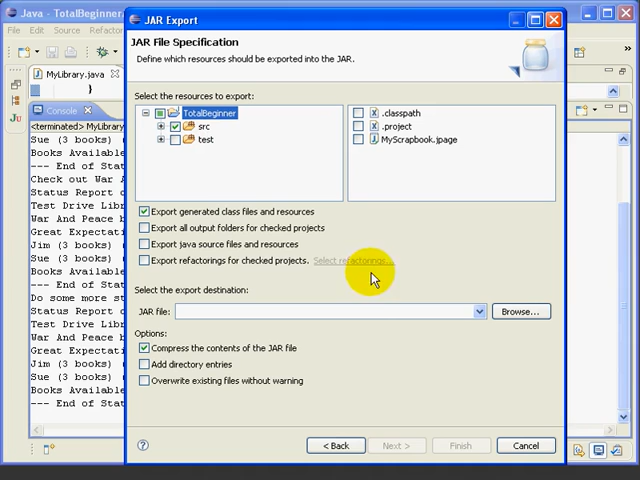 Java - TotalBeginner
JAR Export
File Edit Source Refactor
JAR File Specification
Define which resources should be exported into the JAR.
MyLibrary.java
}
Console
<terminated> MyLibrary
Sue (3 books)
Books Available
--- End of Stat
Check out War A
Status Report o
Test Drive Libr
War And Peace b
Great Expectati
Jim (3 books) (
Sue (3 books) (
Books Available
--- End of Stat
Do some more st
Status Report o
Test Drive Libr
War And Peace b
Great Expectati
Jim (3 books) (
Sue (3 books) (
Books Available
--- End of Stat
Select the resources to export:
TotalBeginner
src
test
.classpath
.project
MyScrapbook.jpage
Export generated class files and resources
Export all output folders for checked projects
Export java source files and resources
Export refactorings for checked projects. Select refactorings...
Select the export destination:
JAR file:
Browse...
Options:
Compress the contents of the JAR file
Add directory entries
Overwrite existing files without warning
< Back
Next >
Finish
Cancel